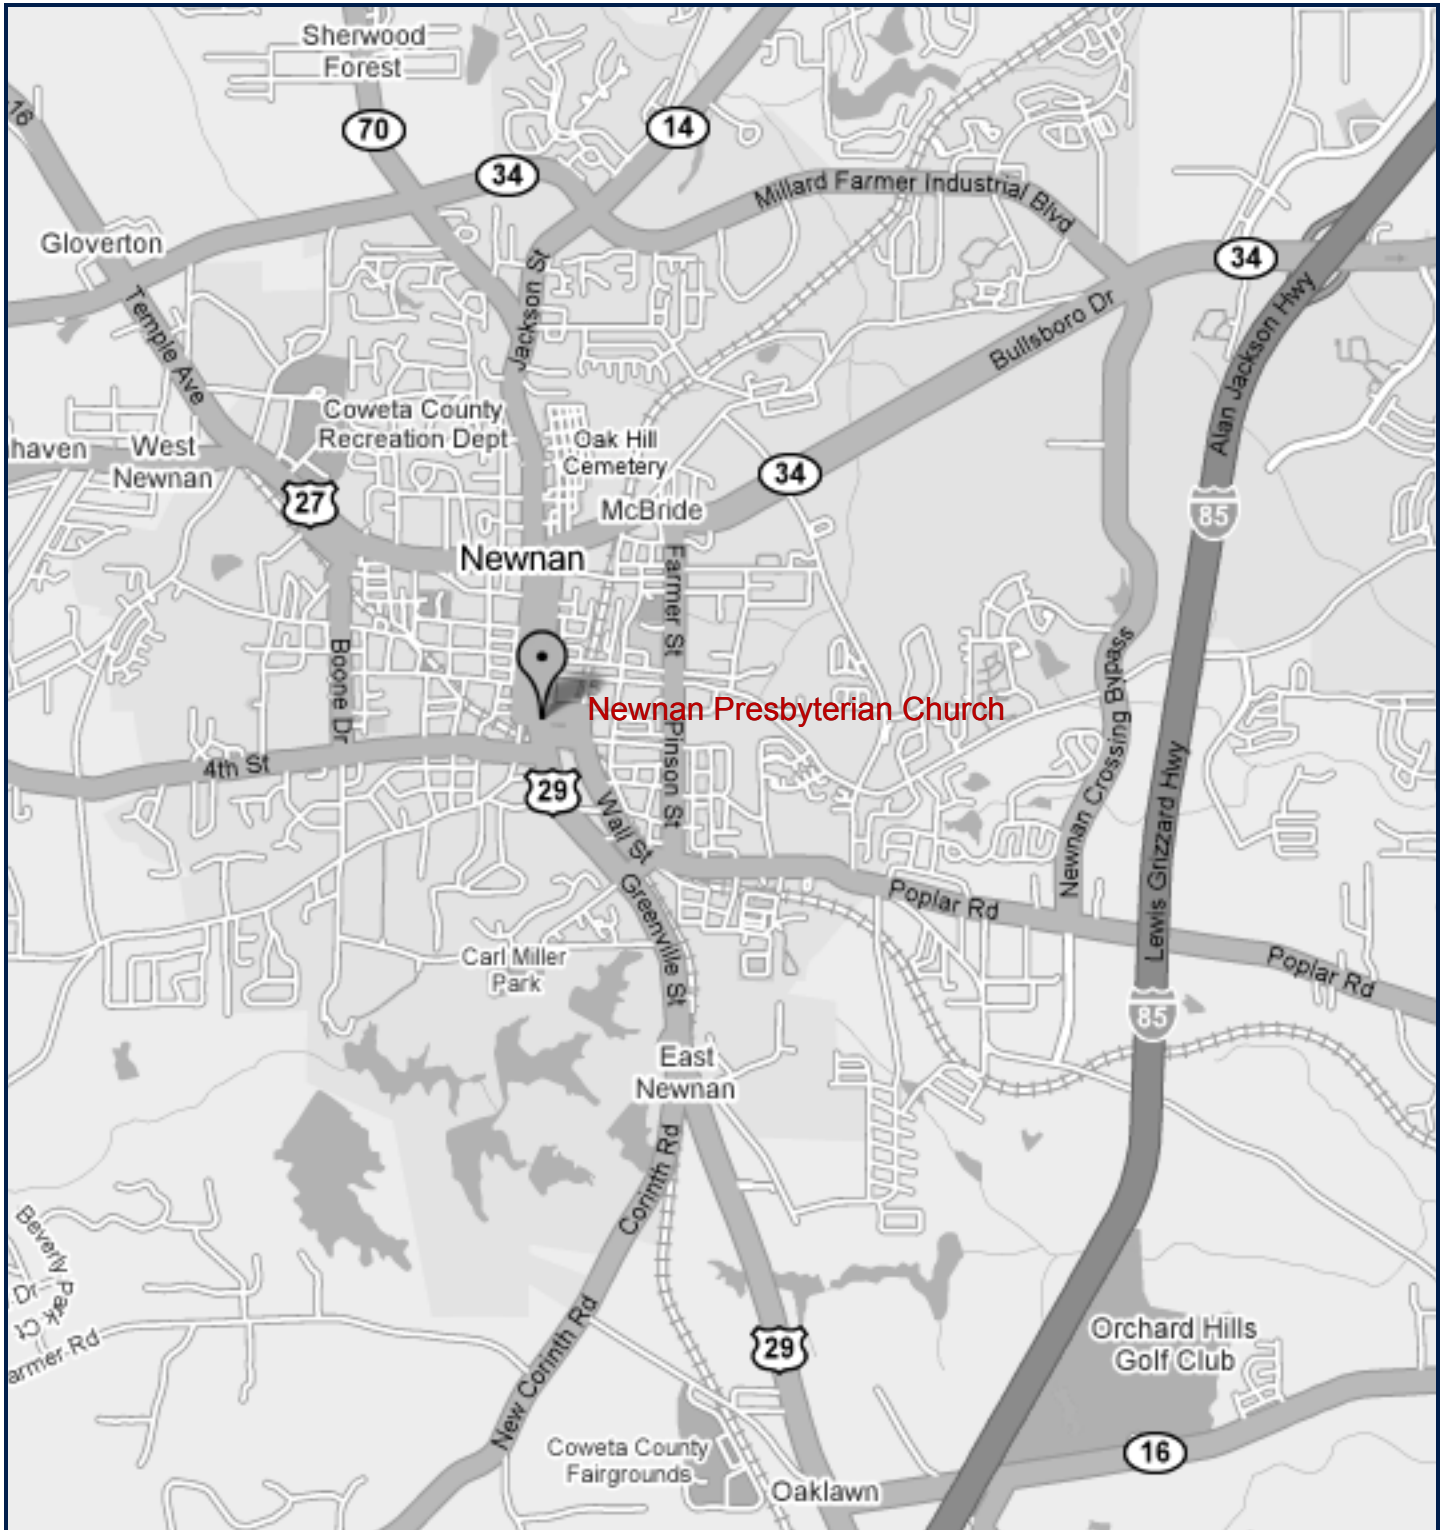 Sherwood
Forest
16
70
14
34
Millard Farmer Industrial Blvd
Gloverton
34
Jackson St
Temple Ave
Bullsboro Dr
Alan Jackson Hwy
Coweta County
Recreation Dept
haven
West
Newnan
Oak Hill
Cemetery
34
27
McBride
85
Newnan
Farmer St
Boone Dr
Newnan Crossing Bypass
Newnan Presbyterian Church
Pinson St
4th St
29
Wall St
Lewis Grizzard Hwy
Greenville St
Poplar Rd
Poplar Rd
Carl Miller
Park
85
East
Newnan
Corinth Rd
Beverly Park Ct
Dr
armer Rd
New Corinth Rd
29
Orchard Hills
Golf Club
16
Coweta County
Fairgrounds
Oaklawn